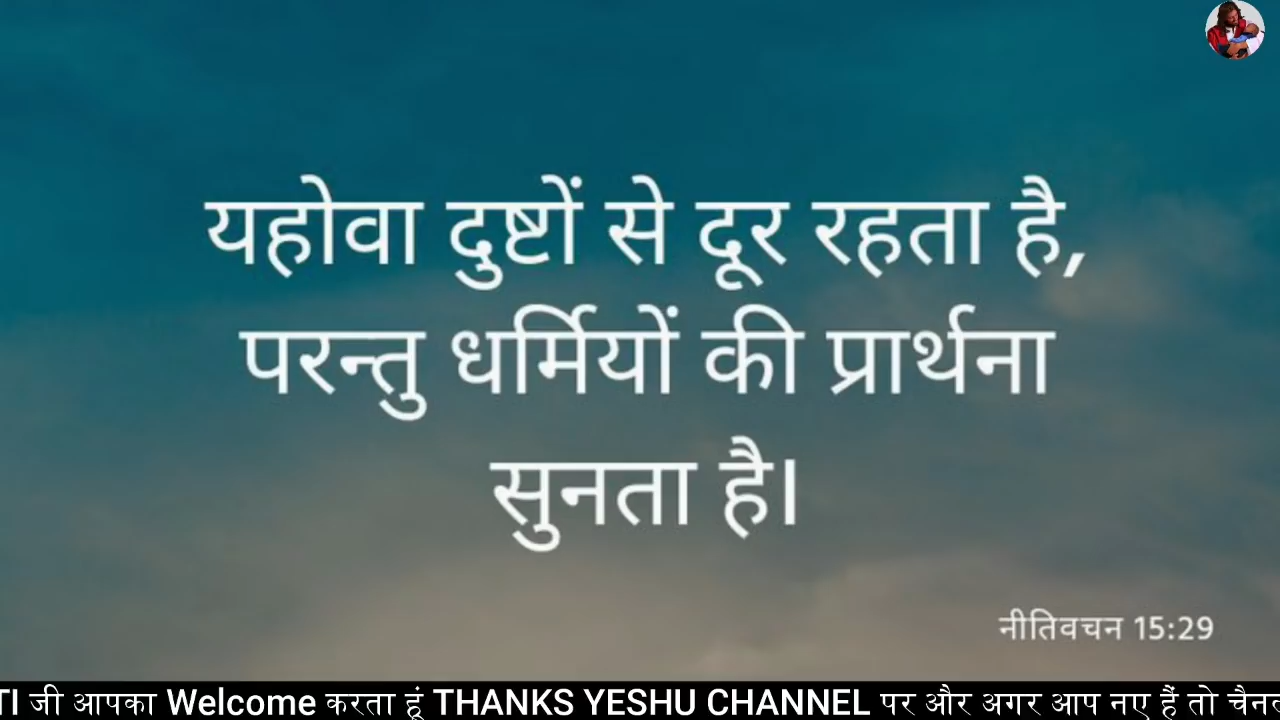 यहोवा दुष्टों से दूर रहता है,
परन्तु धर्मियों की प्रार्थना
सुनता है।
नीतिवचन 15:29
जी आपका Welcome करता हूं THANKS YESHU CHANNEL पर और अगर आप नए हैं तो